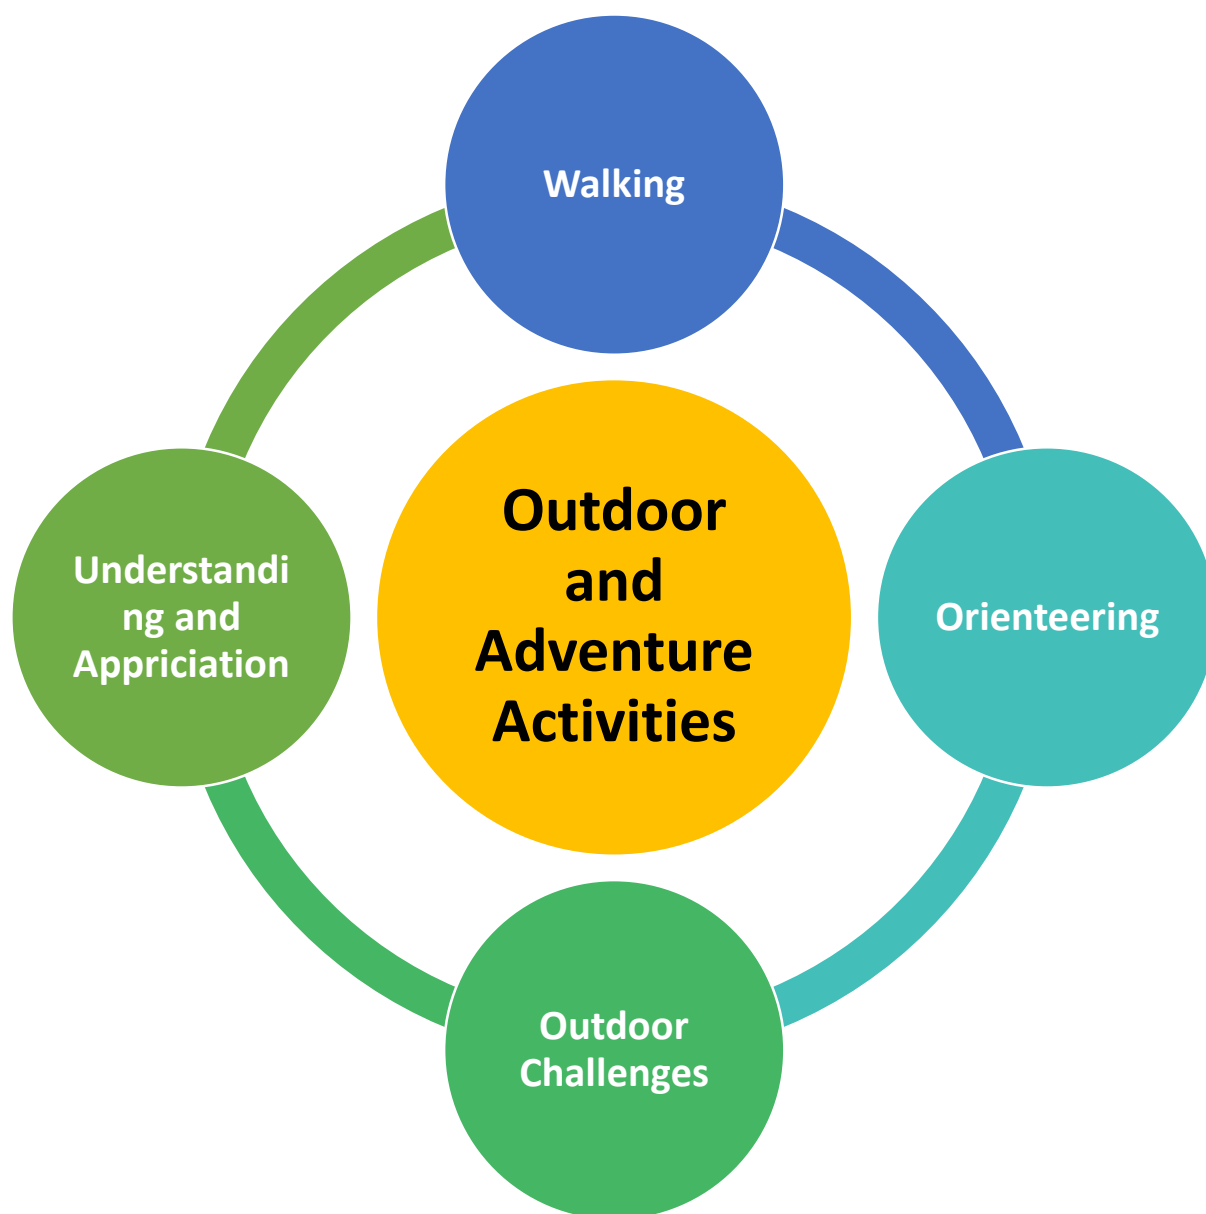 Walking
Outdoor
and
Adventure
Activities
Understandi
ng and
Appriciation
Orienteering
Outdoor
Challenges